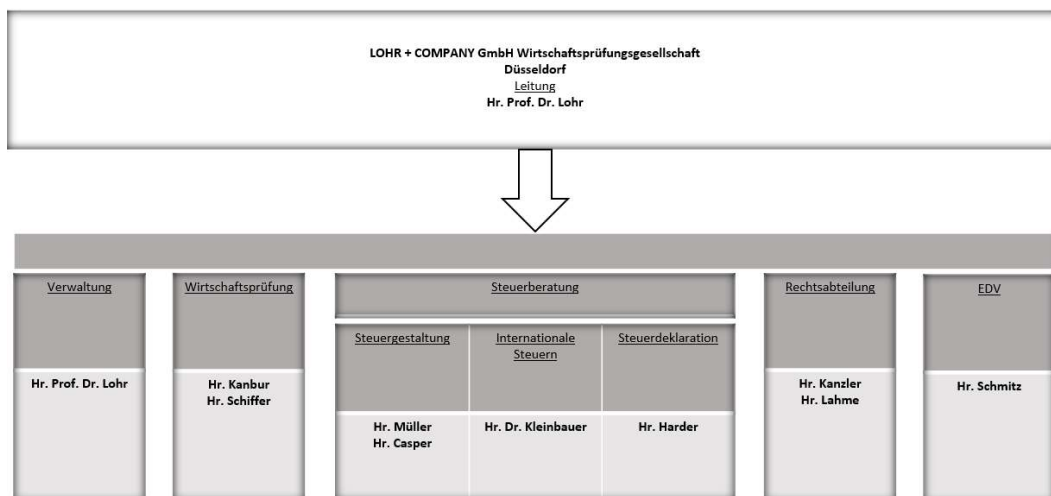 LOHR + COMPANY GmbH Wirtschaftsprüfungsgesellschaft
Düsseldorf
Leitung
Hr. Prof. Dr. Lohr
Verwaltung
Hr. Prof. Dr. Lohr
Wirtschaftsprüfung
Hr. Kanbur
Hr. Schiffer
Steuerberatung
Steuergestaltung
Hr. Müller
Hr. Casper
Internationale
Steuern
Hr. Dr. Kleinbauer
Steuerdeklaration
Hr. Harder
Rechtsabteilung
Hr. Kanzler
Hr. Lahme
EDV
Hr. Schmitz